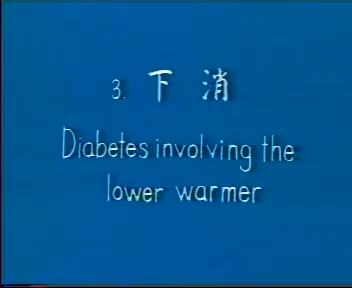 3. 下 消
Diabetes involving the
lower warmer